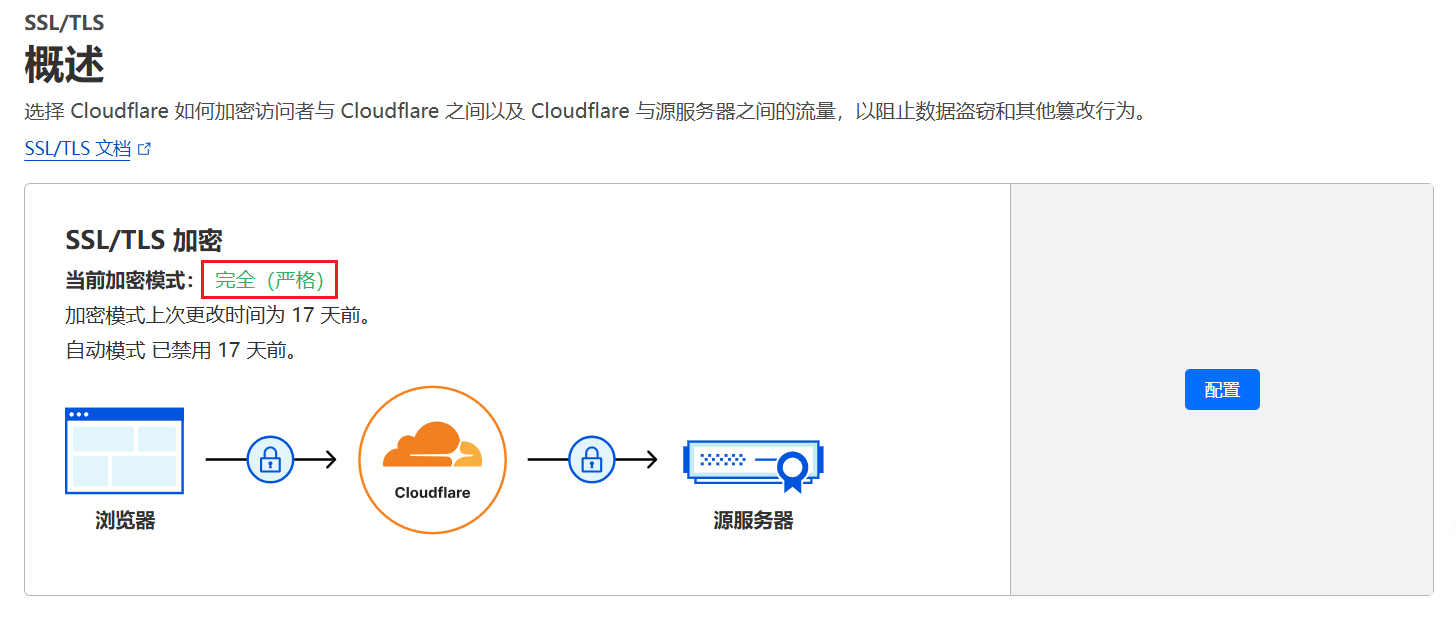 SSL/TLS
概述
选择 Cloudflare 如何加密访问者与 Cloudflare 之间以及 Cloudflare 与源服务器之间的流量，以阻止数据盗窃和其他篡改行为。
SSL/TLS 文档
SSL/TLS 加密
当前加密模式：完全（严格）
加密模式上次更改时间为 17 天前。
自动模式 已禁用 17 天前。
配置
Cloudflare
浏览器
源服务器